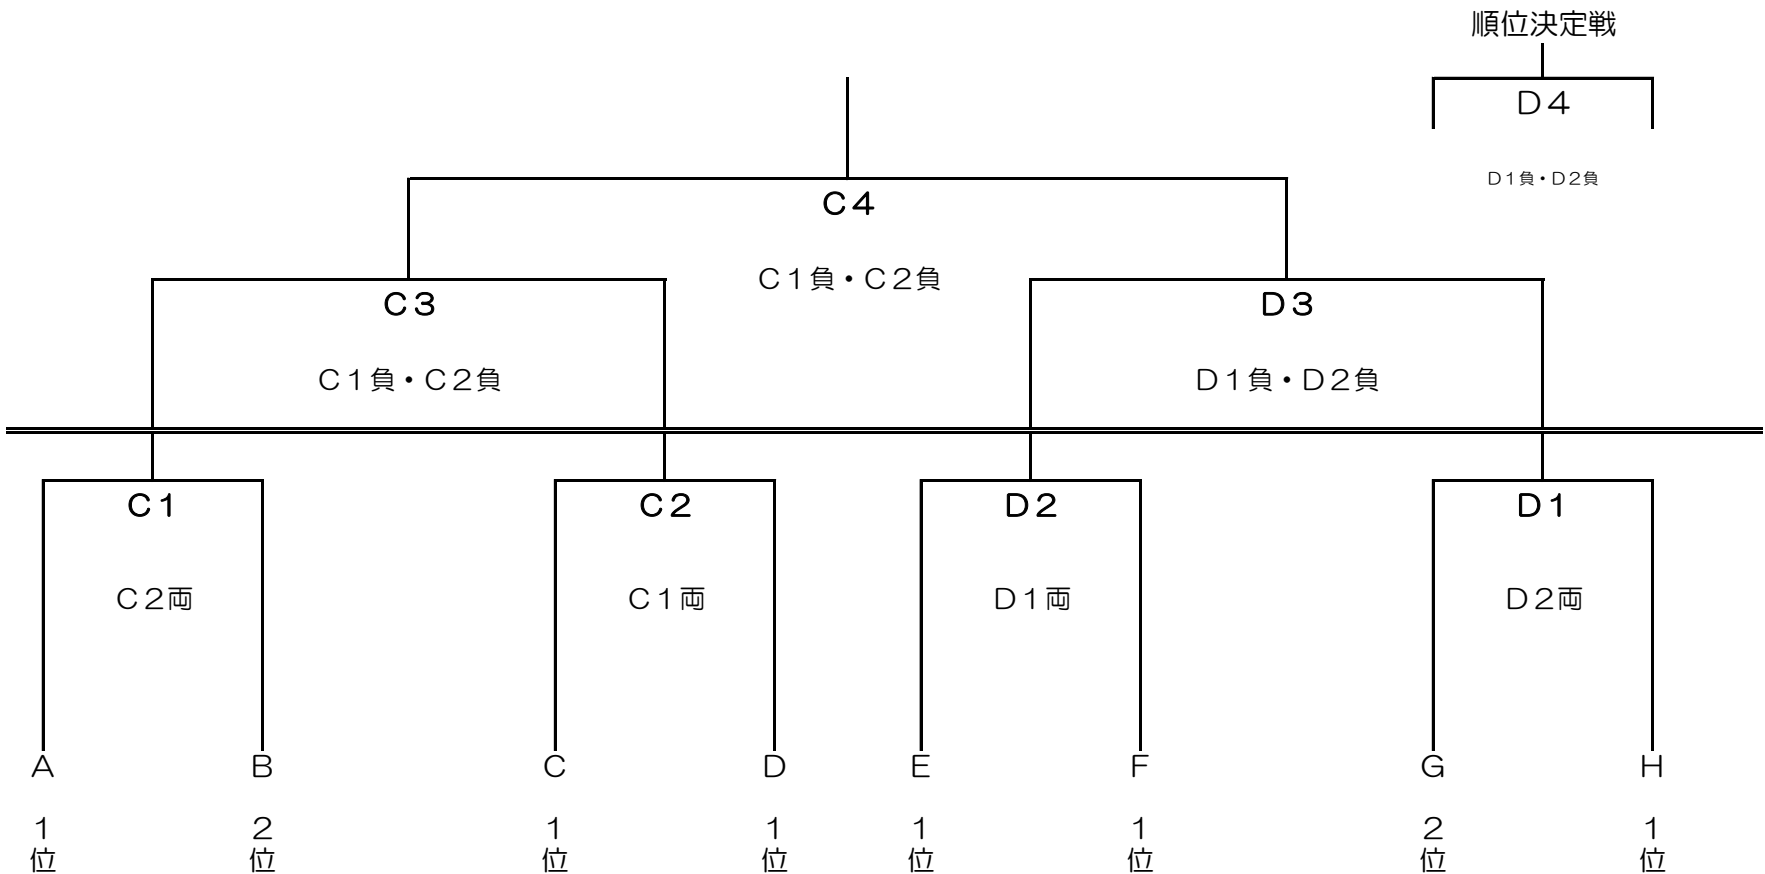 順位決定戦
D4
D1負・D2負
C4
C1負・C2負
C3
D3
C1負・C2負
D1負・D2負
C1
C2
D2
D1
C2両
C1両
D1両
D2両
A
B
C
D
E
F
G
H
1位
2位
1位
1位
1位
1位
2位
1位